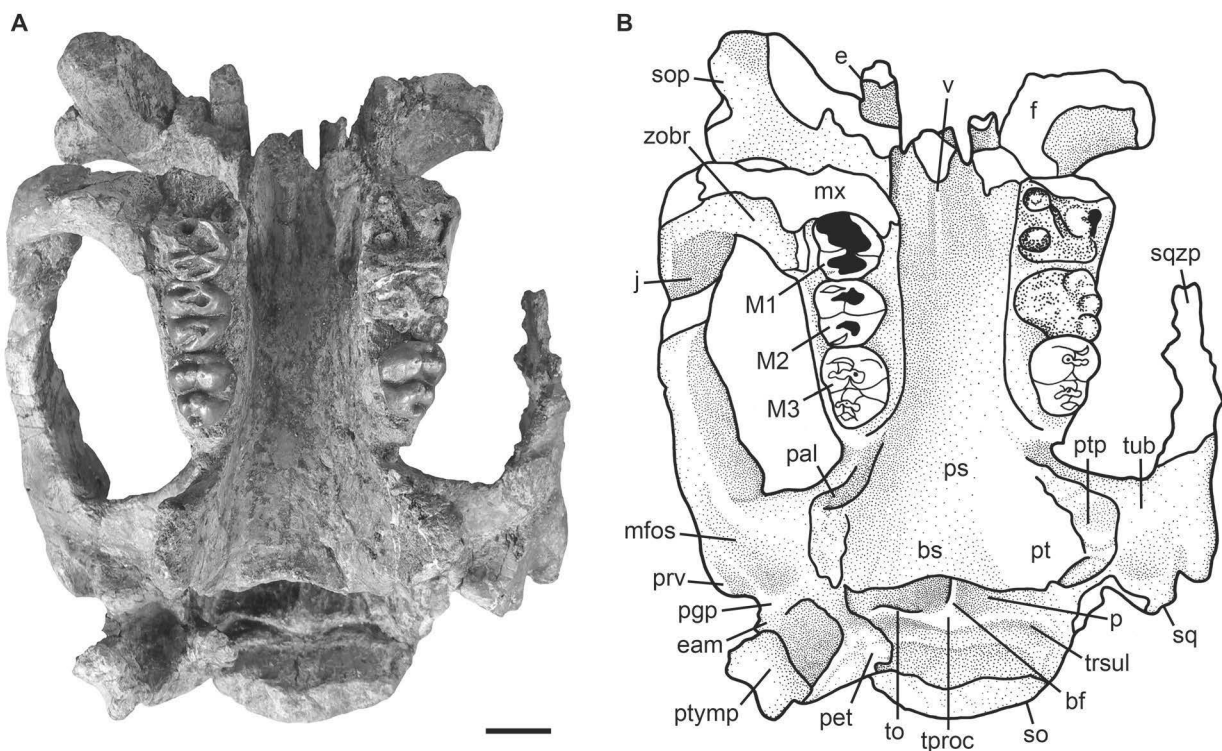 A
B
sop
e
v
f
zobr
mx
sqzp
j
M1
M2
M3
pal
ps
ptp
tub
mfos
bs
pt
prv
pgp
p
sq
eam
trsul
ptymp
pet
to
bf
so
tproc